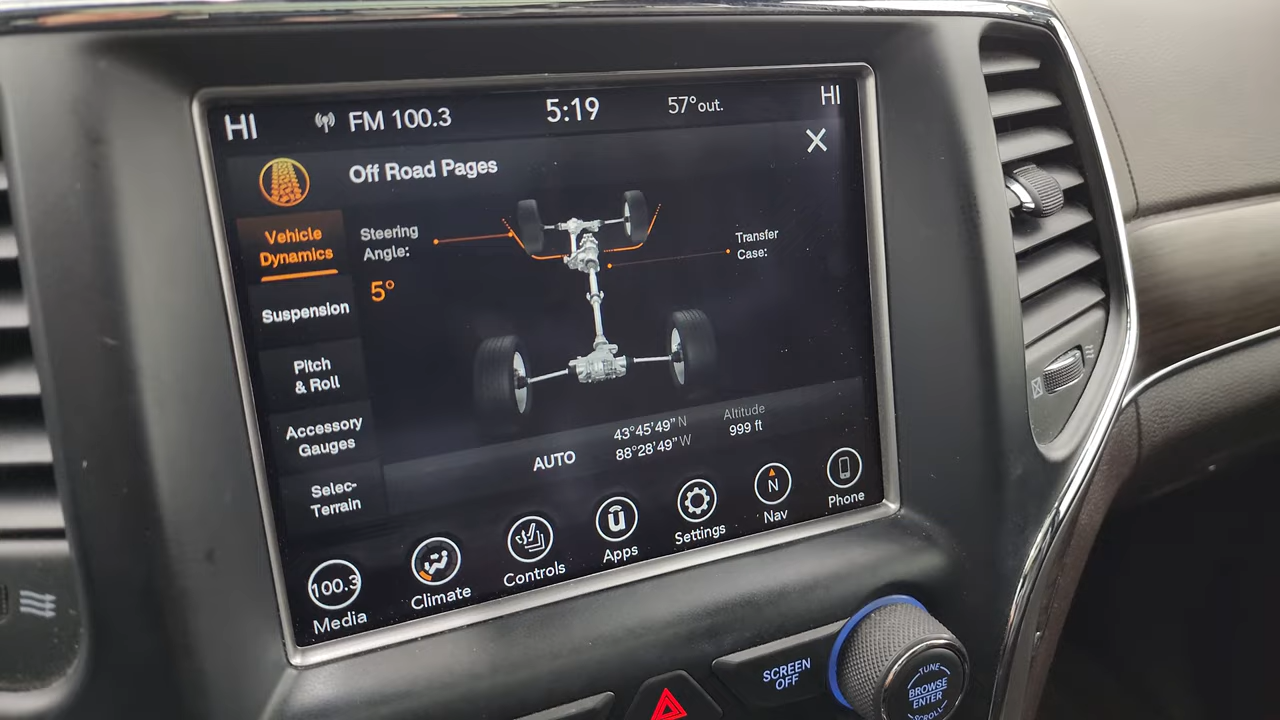 HI
FM 100.3
5:19
57°out.
HI
Off Road Pages
Vehicle
Dynamics
Suspension
Pitch
& Roll
Accessory
Gauges
Selec-
Terrain
Steering
Angle:
5°
Transfer
Case:
AUTO
43°45'49" N
88°28'49" W
Altitude
999 ft
100.3
Media
Climate
Controls
u
Apps
Settings
N
Nav
Phone
SCREEN
OFF
TUNE
BROWSE
ENTER
SCROLL